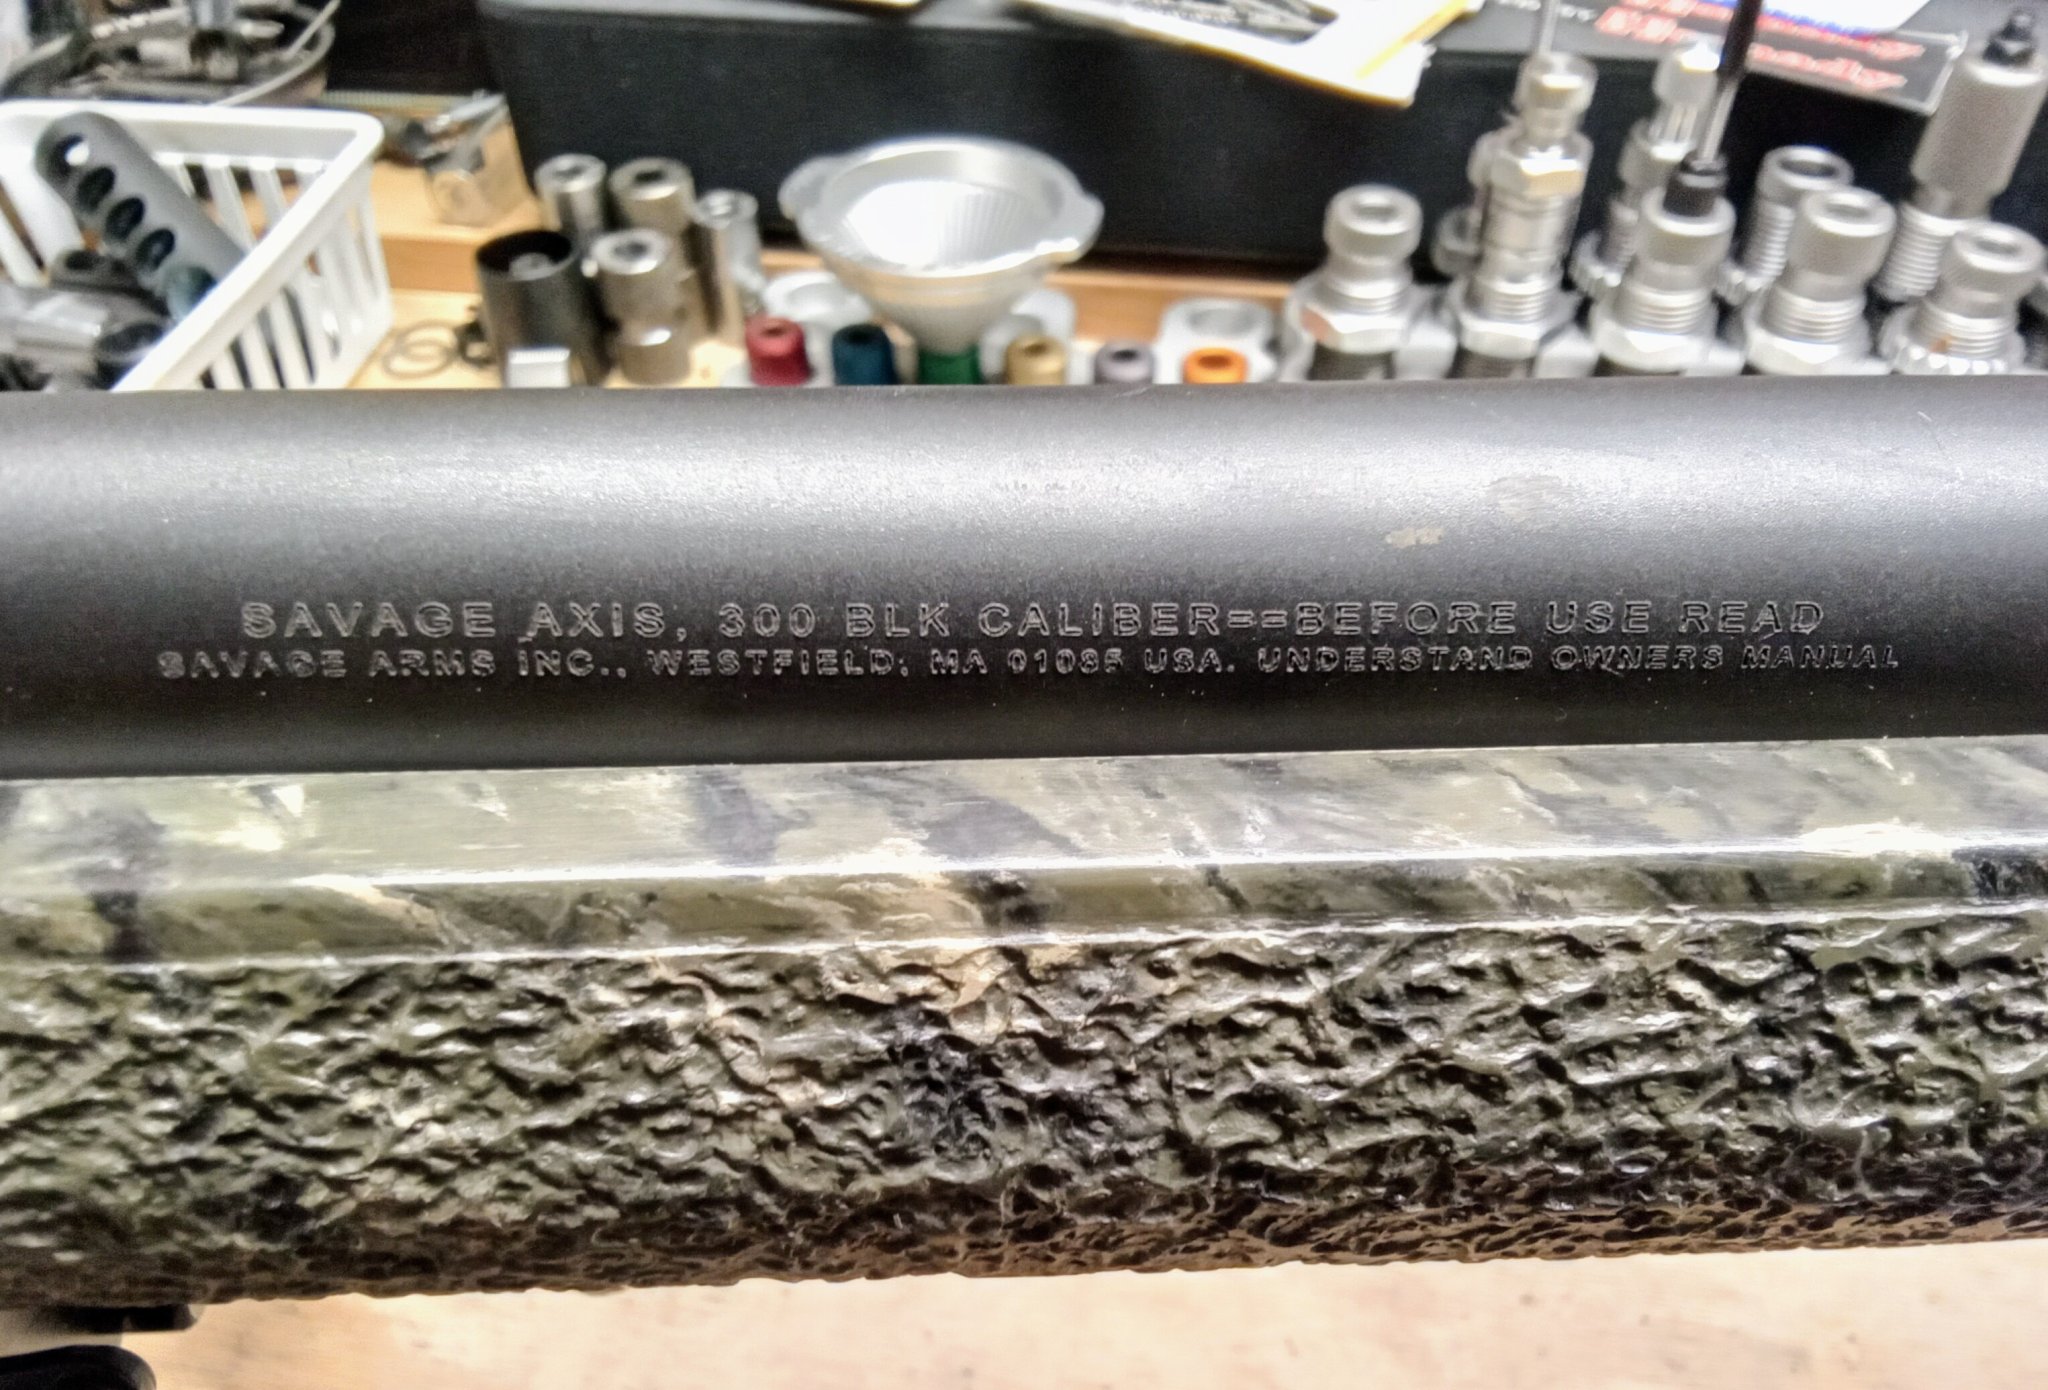 SAVAGE AXIS, 300 BLK CALIBER==BEFORE USE READ
SAVAGE ARMS INC., WESTFIELD, MA 01085 USA. UNDERSTAND OWNERS MANUAL